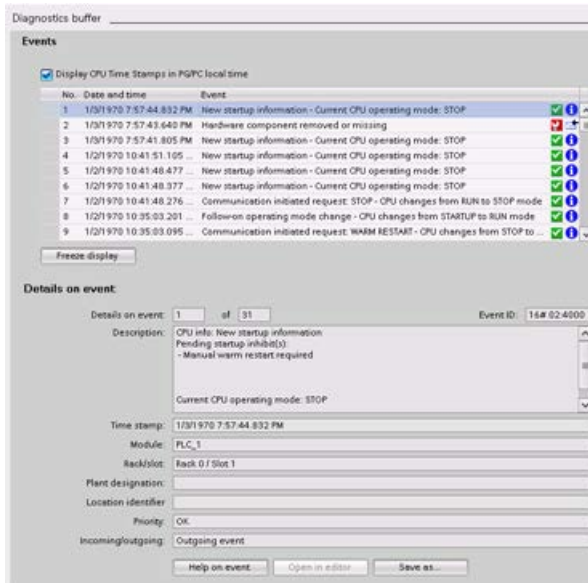 Diagnostics buffer
Events
Display CPU Time Stamps in PG/PC local time
No. Date and time Event
1 1/3/1970 7:57:44.832 PM New startup information - Current CPU operating mode: STOP
2 1/3/1970 7:57:43.640 PM Hardware component removed or missing
3 1/3/1970 7:57:41.805 PM New startup information - Current CPU operating mode: STOP
4 1/2/1970 10:41:51.105 ... New startup information - Current CPU operating mode: STOP
5 1/2/1970 10:41:48.477 ... New startup information - Current CPU operating mode: STOP
6 1/2/1970 10:41:48.377 ... New startup information - Current CPU operating mode: STOP
7 1/2/1970 10:41:48.276 ... Communication initiated request: STOP - CPU changes from RUN to STOP mode
8 1/2/1970 10:35:03.201 ... Follow-on operating mode change - CPU changes from STARTUP to RUN mode
9 1/2/1970 10:35:03.095 ... Communication initiated request: WARM RESTART - CPU changes from STOP to ...
Freeze display
Details on event:
Details on event: 1 of 31 Event ID: 16# 02:4000
Description: CPU info: New startup information
Pending startup inhibit(s):
- Manual warm restart required
Current CPU operating mode: STOP
Time stamp: 1/3/1970 7:57:44.832 PM
Module: PLC_1
Rack/slot: Rack 0 / Slot 1
Plant designation:
Location identifier
Priority: OK
Incoming/outgoing: Outgoing event
Help on event Open in editor Save as...